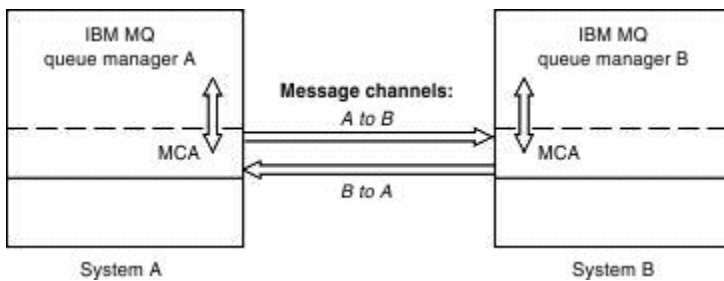 IBM MQ
queue manager A
IBM MQ
queue manager B
Message channels:
A to B
MCA
MCA
B to A
System A
System B